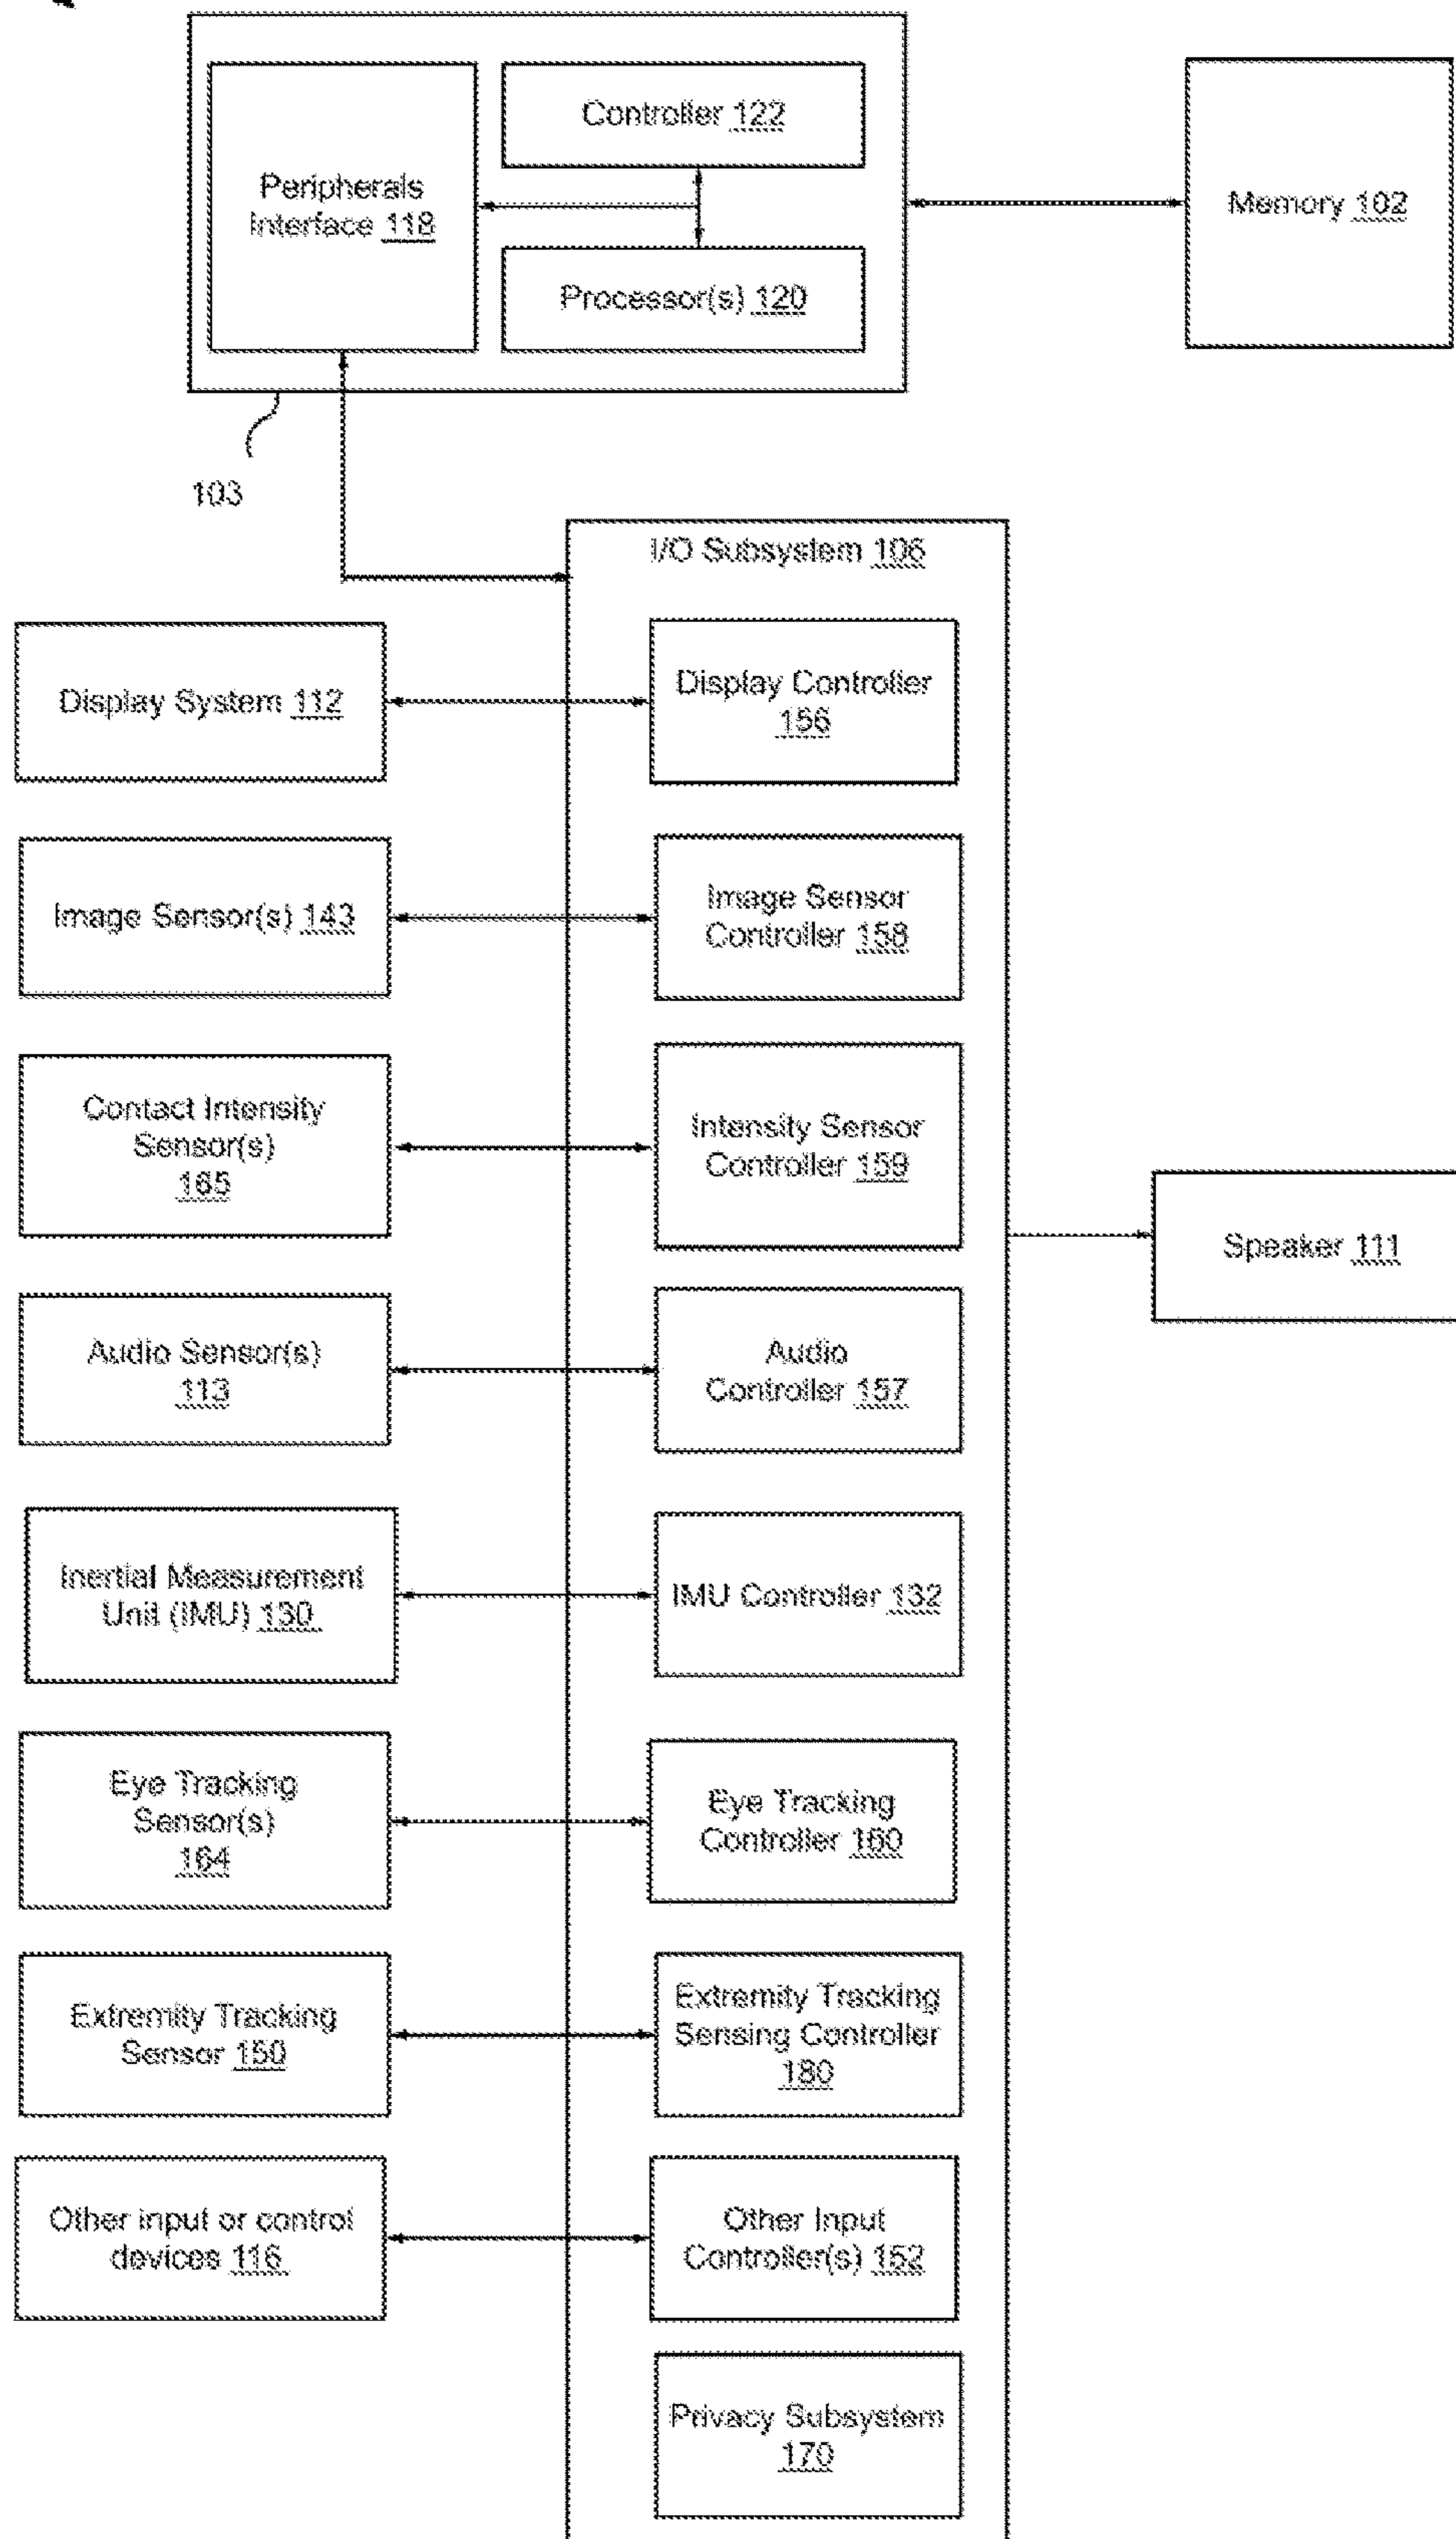 Controller 122
Peripherals
Interface 118
Processor(s) 120
Memory 102
103
I/O Subsystem 106
Display System 112
Display Controller
156
Image Sensor(s) 143
Image Sensor
Controller 158
Contact Intensity
Sensor(s)
165
Intensity Sensor
Controller 159
Speaker 111
Audio Sensor(s)
113
Audio
Controller 157
Inertial Measurement
Unit (IMU) 130
IMU Controller 132
Eye Tracking
Sensor(s)
164
Eye Tracking
Controller 160
Extremity Tracking
Sensor 150
Extremity Tracking
Sensing Controller
180
Other input or control
devices 116
Other Input
Controller(s) 152
Privacy Subsystem
170